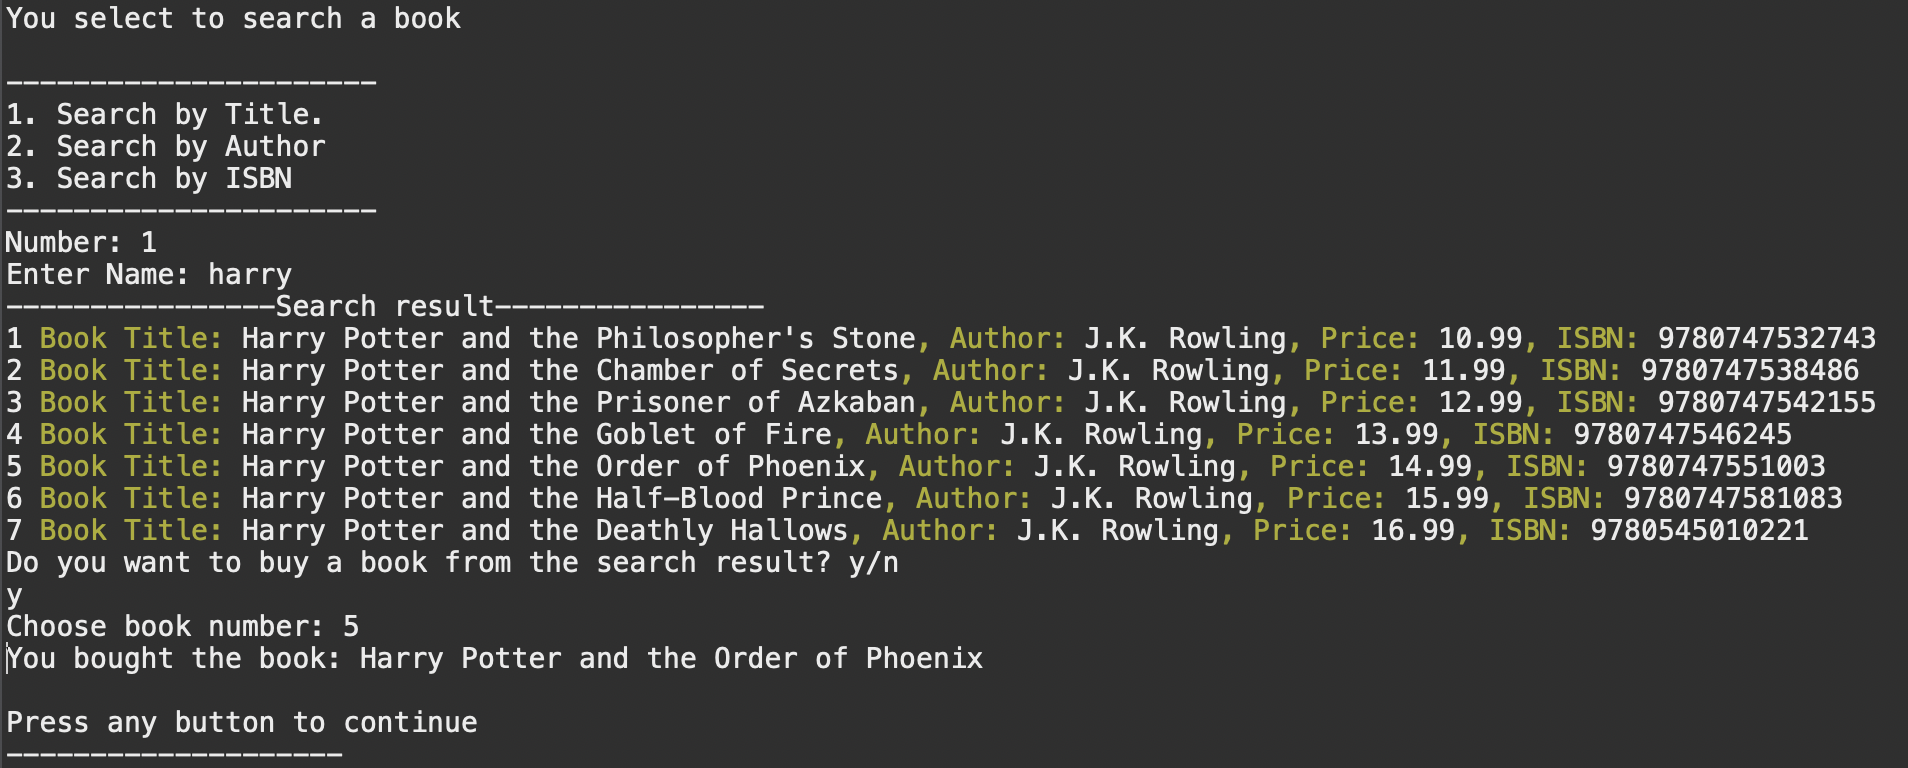 You select to search a book
----------------------
1. Search by Title.
2. Search by Author
3. Search by ISBN
----------------------
Number: 1
Enter Name: harry
----------------Search result----------------
1 Book Title: Harry Potter and the Philosopher's Stone, Author: J.K. Rowling, Price: 10.99, ISBN: 9780747532743
2 Book Title: Harry Potter and the Chamber of Secrets, Author: J.K. Rowling, Price: 11.99, ISBN: 9780747538486
3 Book Title: Harry Potter and the Prisoner of Azkaban, Author: J.K. Rowling, Price: 12.99, ISBN: 9780747542155
4 Book Title: Harry Potter and the Goblet of Fire, Author: J.K. Rowling, Price: 13.99, ISBN: 9780747546245
5 Book Title: Harry Potter and the Order of Phoenix, Author: J.K. Rowling, Price: 14.99, ISBN: 9780747551003
6 Book Title: Harry Potter and the Half-Blood Prince, Author: J.K. Rowling, Price: 15.99, ISBN: 9780747581083
7 Book Title: Harry Potter and the Deathly Hallows, Author: J.K. Rowling, Price: 16.99, ISBN: 9780545010221
Do you want to buy a book from the search result? y/n
y
Choose book number: 5
You bought the book: Harry Potter and the Order of Phoenix
Press any button to continue
--------------------